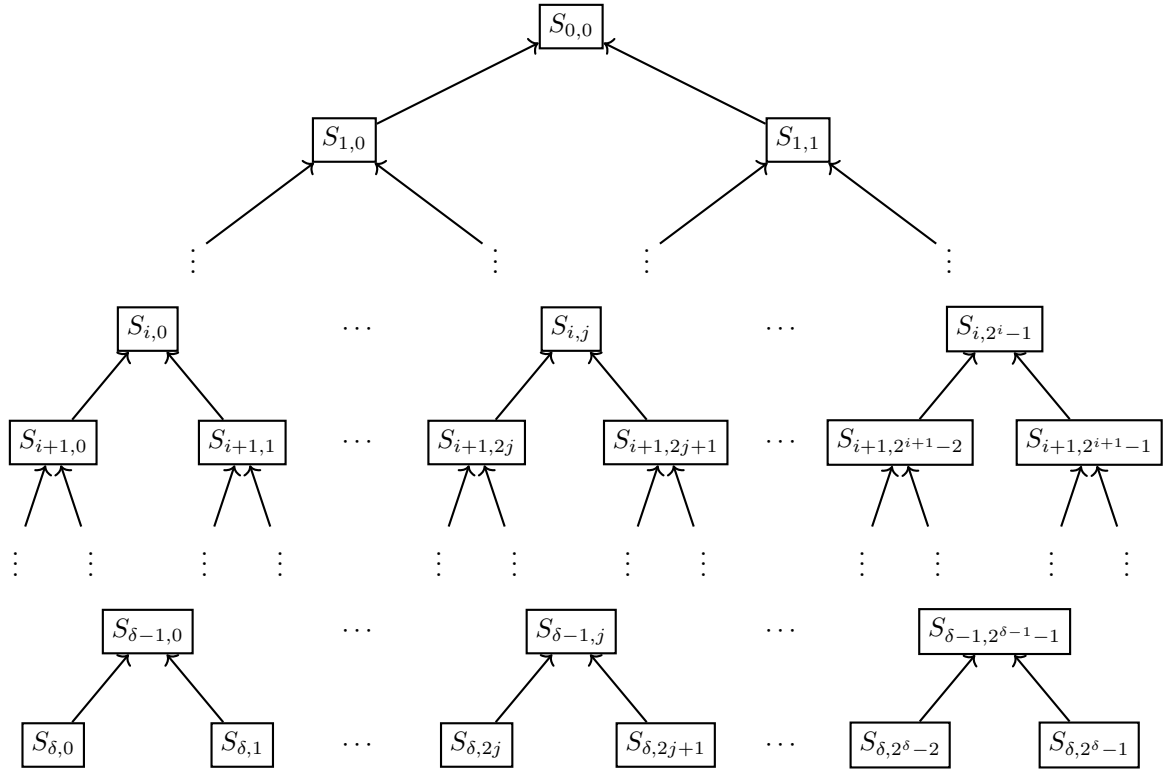 S_{0,0}
S_{1,0} S_{1,1}
⋮ ⋮ ⋮ ⋮
S_{i,0} ⋯ S_{i,j} ⋯ S_{i,2^i−1}
S_{i+1,0} S_{i+1,1} ⋯ S_{i+1,2j} S_{i+1,2j+1} ⋯ S_{i+1,2^{i+1}−2} S_{i+1,2^{i+1}−1}
⋮ ⋮ ⋮ ⋮ ⋮ ⋮ ⋮ ⋮ ⋮ ⋮ ⋮ ⋮
S_{δ−1,0} ⋯ S_{δ−1,j} ⋯ S_{δ−1,2^{δ−1}−1}
S_{δ,0} S_{δ,1} ⋯ S_{δ,2j} S_{δ,2j+1} ⋯ S_{δ,2^δ−2} S_{δ,2^δ−1}